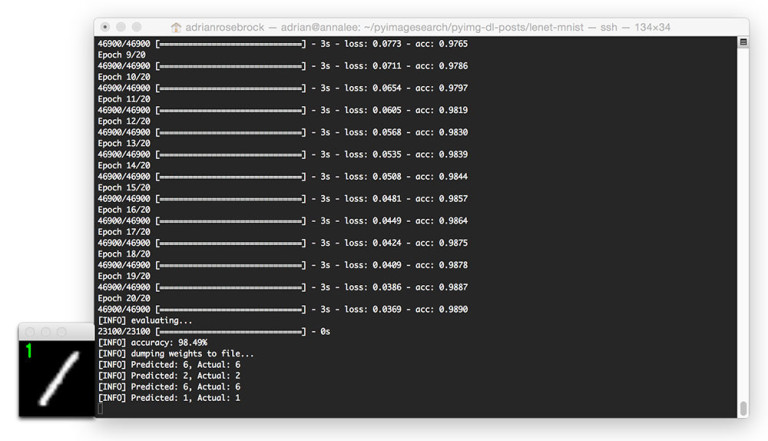 adrianrosebrock — adrian@annalee: ~/pyimagesearch/pyimg-dl-posts/lenet-mnist — ssh — 134×34
46900/46900 [==============================] - 3s - loss: 0.0773 - acc: 0.9765
Epoch 9/20
46900/46900 [==============================] - 3s - loss: 0.0711 - acc: 0.9786
Epoch 10/20
46900/46900 [==============================] - 3s - loss: 0.0654 - acc: 0.9797
Epoch 11/20
46900/46900 [==============================] - 3s - loss: 0.0605 - acc: 0.9819
Epoch 12/20
46900/46900 [==============================] - 3s - loss: 0.0568 - acc: 0.9830
Epoch 13/20
46900/46900 [==============================] - 3s - loss: 0.0535 - acc: 0.9839
Epoch 14/20
46900/46900 [==============================] - 3s - loss: 0.0508 - acc: 0.9844
Epoch 15/20
46900/46900 [==============================] - 3s - loss: 0.0481 - acc: 0.9857
Epoch 16/20
46900/46900 [==============================] - 3s - loss: 0.0449 - acc: 0.9864
Epoch 17/20
46900/46900 [==============================] - 3s - loss: 0.0424 - acc: 0.9875
Epoch 18/20
46900/46900 [==============================] - 3s - loss: 0.0409 - acc: 0.9878
Epoch 19/20
46900/46900 [==============================] - 3s - loss: 0.0386 - acc: 0.9887
Epoch 20/20
46900/46900 [==============================] - 3s - loss: 0.0369 - acc: 0.9890
[INFO] evaluating...
23100/23100 [==============================] - 0s
[INFO] accuracy: 98.49%
[INFO] dumping weights to file...
[INFO] Predicted: 6, Actual: 6
[INFO] Predicted: 2, Actual: 2
[INFO] Predicted: 6, Actual: 6
[INFO] Predicted: 1, Actual: 1
1
1